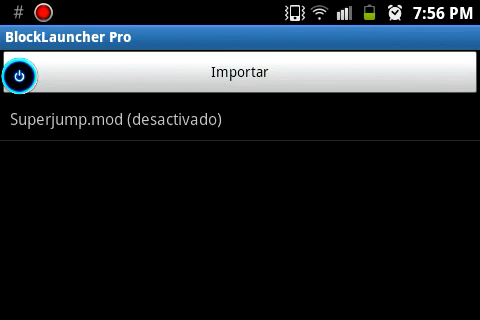 # 7:56 PM
BlockLauncher Pro
Importar
Superjump.mod (desactivado)